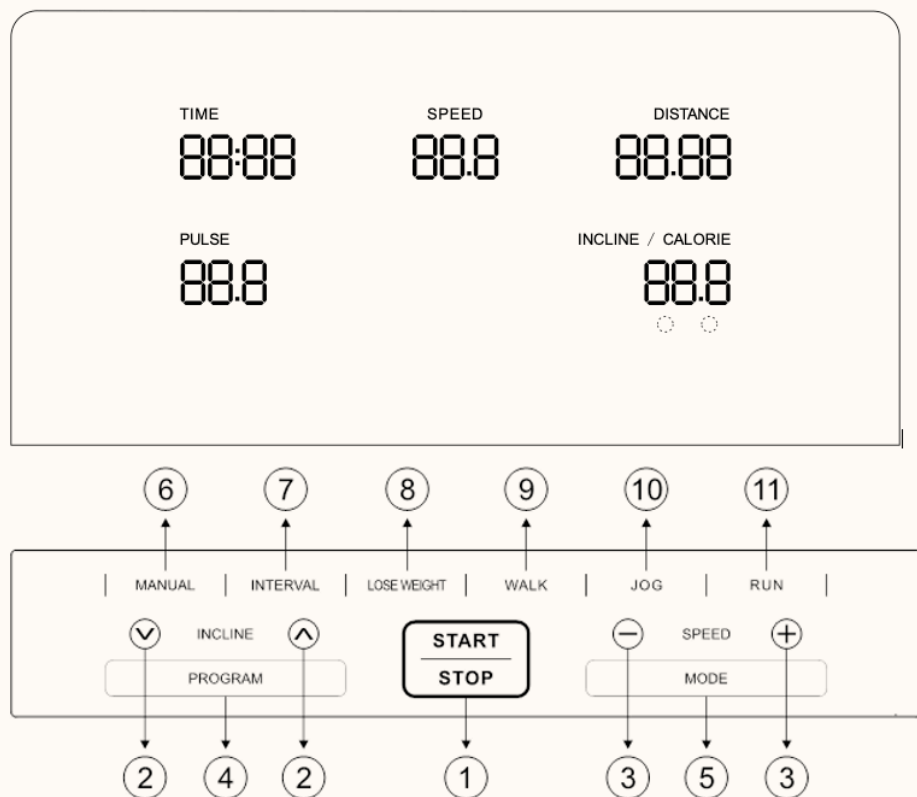 TIME SPEED DISTANCE
88:88 88.8 88.88
PULSE INCLINE / CALORIE
88.8 88.8
6 7 8 9 10 11
MANUAL INTERVAL LOSE WEIGHT WALK JOG RUN
INCLINE START SPEED
PROGRAM STOP MODE
2 4 2 1 3 5 3